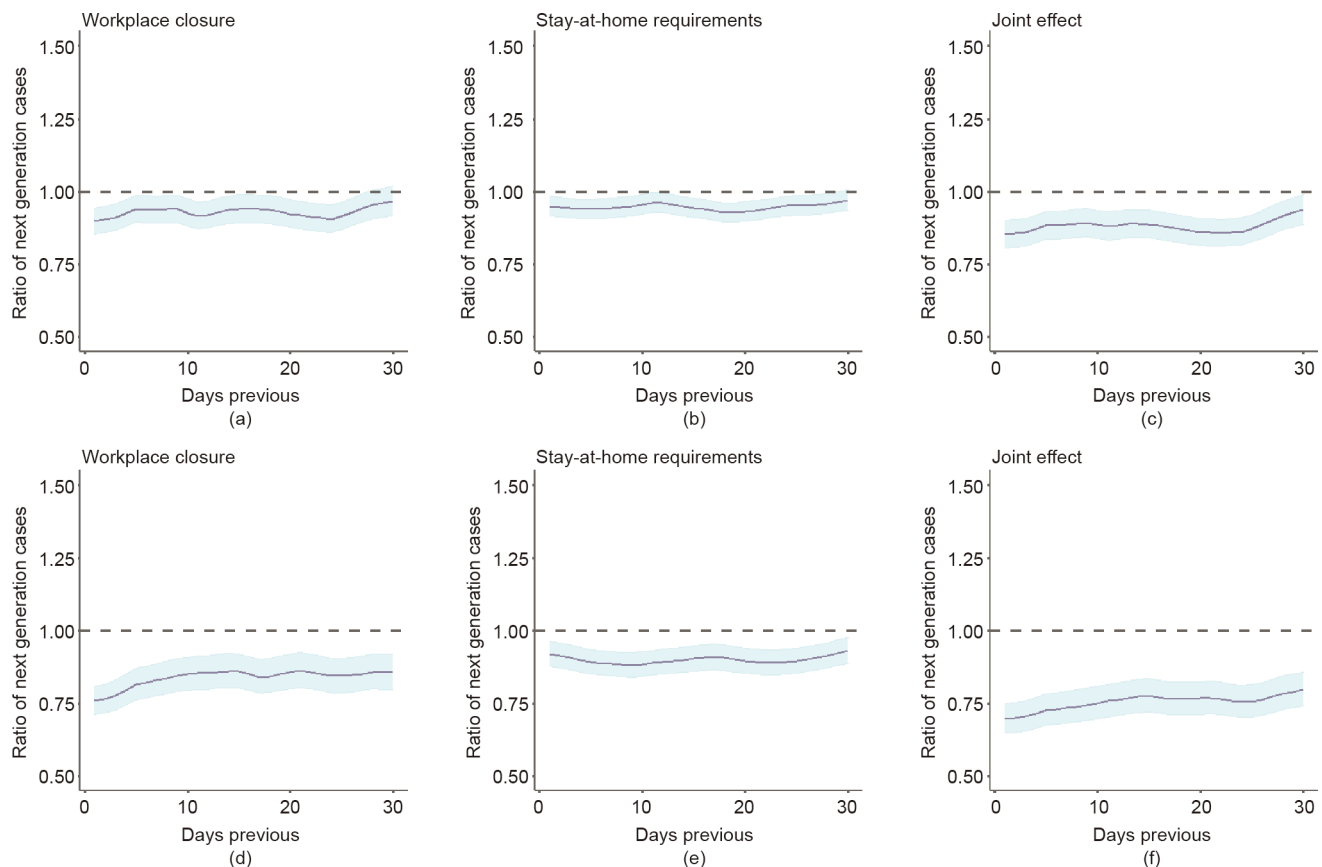 Workplace closure
Stay-at-home requirements
Joint effect
1.50
1.25
1.00
0.75
0.50
Ratio of next generation cases
0
10
20
30
Days previous
(a)
1.50
1.25
1.00
0.75
0.50
Ratio of next generation cases
0
10
20
30
Days previous
(b)
1.50
1.25
1.00
0.75
0.50
Ratio of next generation cases
0
10
20
30
Days previous
(c)
Workplace closure
Stay-at-home requirements
Joint effect
1.50
1.25
1.00
0.75
0.50
Ratio of next generation cases
0
10
20
30
Days previous
(d)
1.50
1.25
1.00
0.75
0.50
Ratio of next generation cases
0
10
20
30
Days previous
(e)
1.50
1.25
1.00
0.75
0.50
Ratio of next generation cases
0
10
20
30
Days previous
(f)